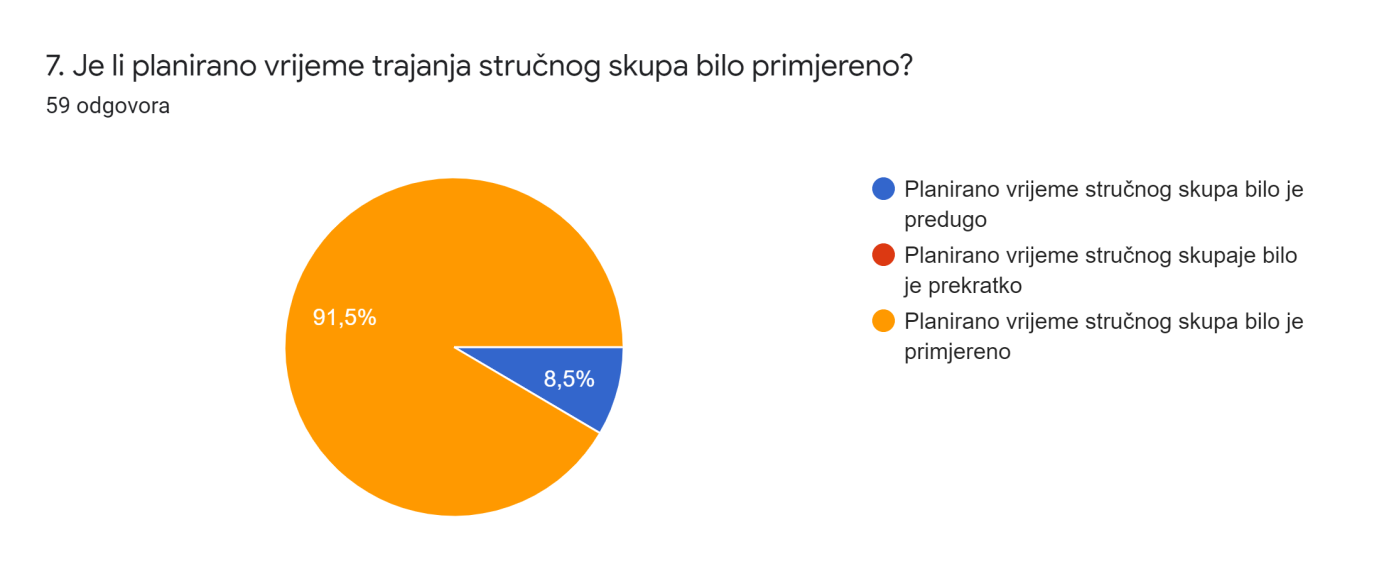 7. Je li planirano vrijeme trajanja stručnog skupa bilo primjereno?
59 odgovora
91,5%
8,5%
Planirano vrijeme stručnog skupa bilo je
predugo
Planirano vrijeme stručnog skupaje bilo
je prekratko
Planirano vrijeme stručnog skupa bilo je
primjereno